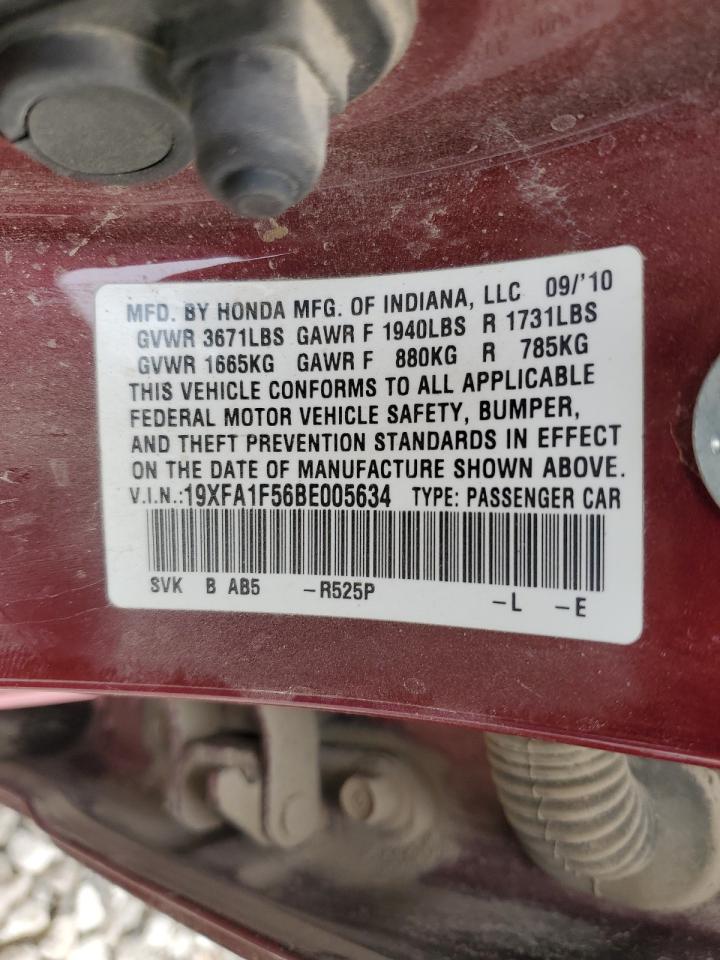 MFD. BY HONDA MFG. OF INDIANA, LLC 09/'10
GVWR 3671LBS GAWR F 1940LBS R 1731LBS
GVWR 1665KG GAWR F 880KG R 785KG
THIS VEHICLE CONFORMS TO ALL APPLICABLE
FEDERAL MOTOR VEHICLE SAFETY, BUMPER,
AND THEFT PREVENTION STANDARDS IN EFFECT
ON THE DATE OF MANUFACTURE SHOWN ABOVE.
V.I.N.:19XFA1F56BE005634 TYPE: PASSENGER CAR
SVK B AB5 -R525P -L -E